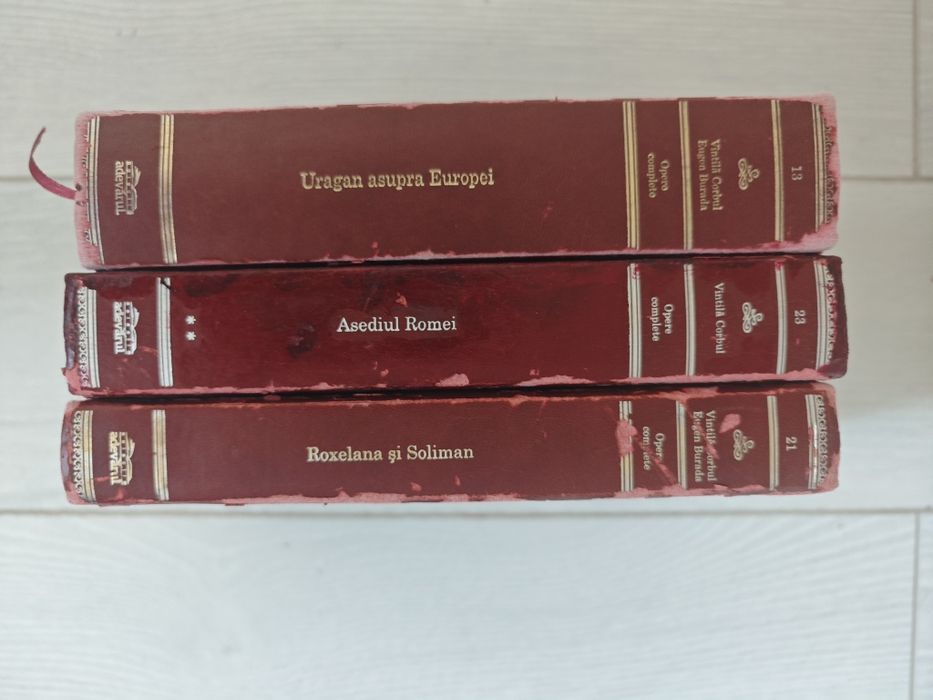 adevărul
Uragan asupra Europei
Opere
complete
Vintilă Corbul
Eugen Burada
13
adevărul
**
Asediul Romei
Opere
complete
Vintilă Corbul
23
adevărul
Roxelana și Soliman
Opere
complete
Vintilă Corbul
Eugen Burada
21